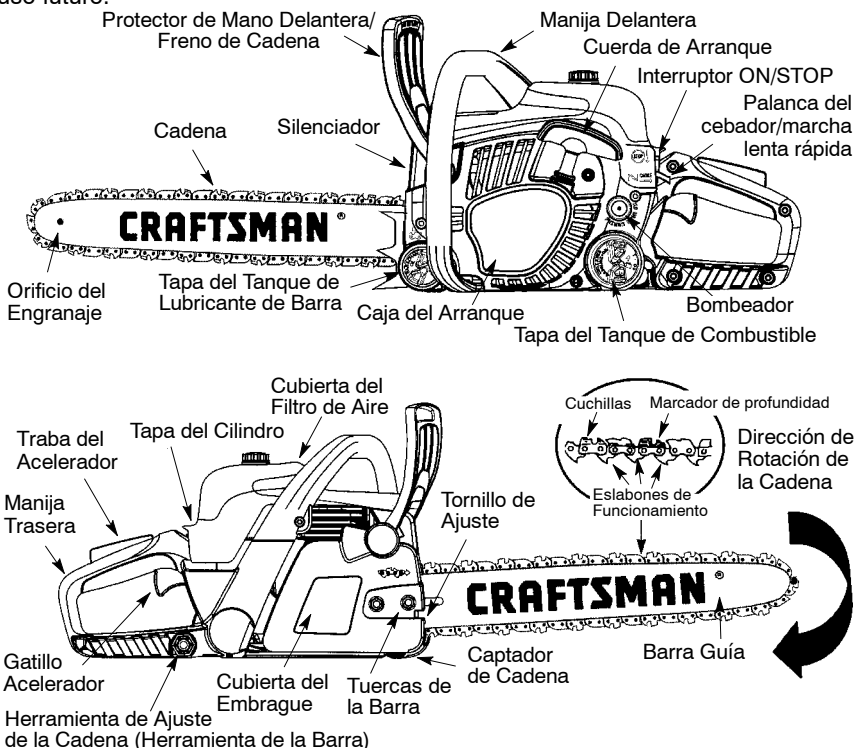 uso futuro.
Protector de Mano Delantera/
Freno de Cadena
Manija Delantera
Cuerda de Arranque
Interruptor ON/STOP
Palanca del
cebador/marcha
lenta rápida
Silenciador
Cadena
CRAFTSMAN®
STOP
Orificio del
Engranaje
Tapa del Tanque de
Lubricante de Barra
Caja del Arranque
Bombeador
Tapa del Tanque de Combustible
Cubierta del
Filtro de Aire
Tapa del Cilindro
Traba del
Acelerador
Manija
Trasera
Cuchillas
Marcador de profundidad
Eslabones de
Funcionamiento
Dirección de
Rotación de
la Cadena
Tornillo de
Ajuste
CRAFTSMAN®
Gatillo
Acelerador
Cubierta del
Embrague
Tuercas de
la Barra
Captador
de Cadena
Barra Guía
Herramienta de Ajuste
de la Cadena (Herramienta de la Barra)